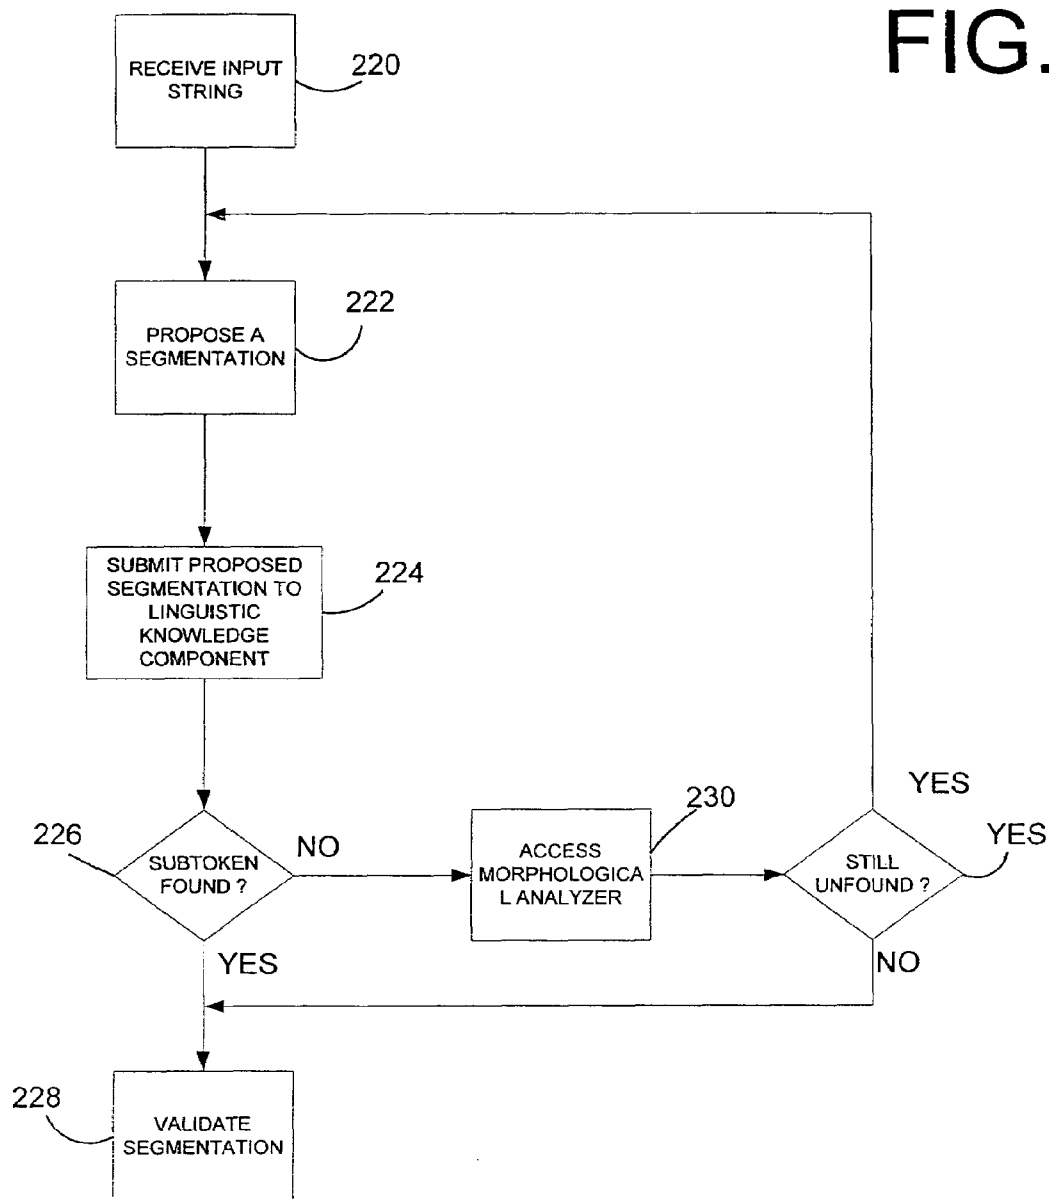 FIG.
RECEIVE INPUT
STRING
220
PROPOSE A
SEGMENTATION
222
SUBMIT PROPOSED
SEGMENTATION TO
LINGUISTIC
KNOWLEDGE
COMPONENT
224
226
SUBTOKEN
FOUND ?
NO
YES
ACCESS
MORPHOLOGICA
L ANALYZER
230
STILL
UNFOUND ?
YES
YES
NO
228
VALIDATE
SEGMENTATION